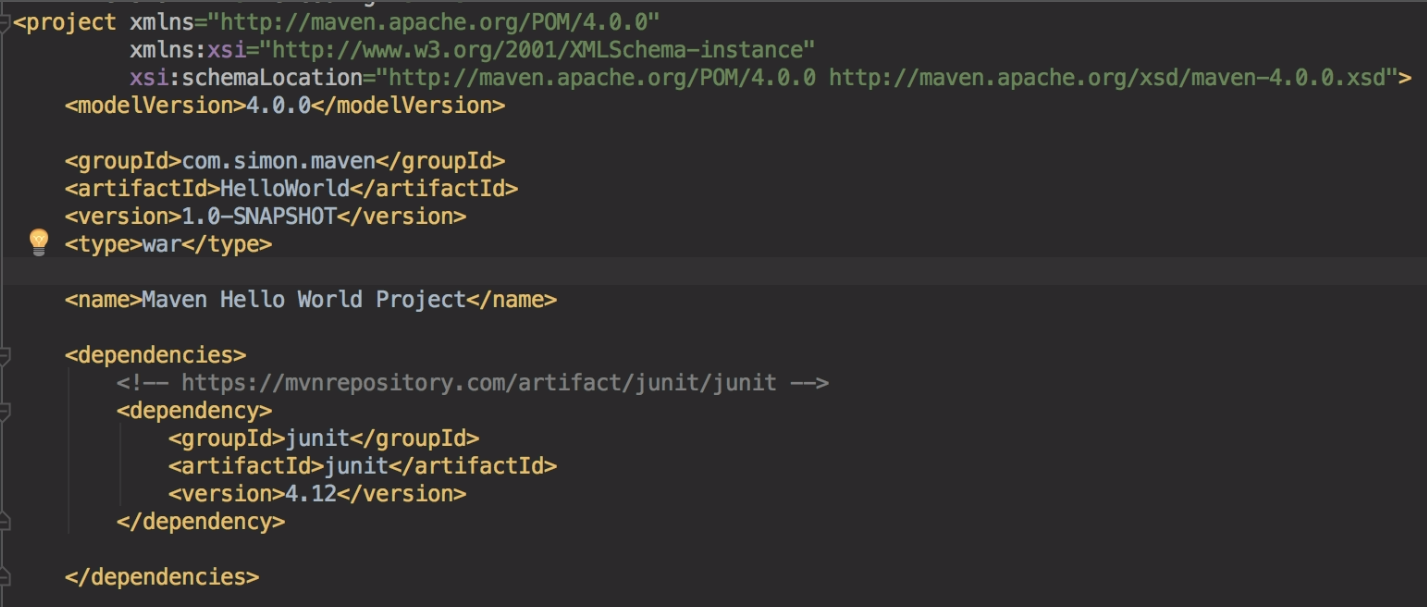 <project xmlns="http://maven.apache.org/POM/4.0.0"
xmlns:xsi="http://www.w3.org/2001/XMLSchema-instance"
xsi:schemaLocation="http://maven.apache.org/POM/4.0.0 http://maven.apache.org/xsd/maven-4.0.0.xsd">
<modelVersion>4.0.0</modelVersion>
<groupId>com.simon.maven</groupId>
<artifactId>HelloWorld</artifactId>
<version>1.0-SNAPSHOT</version>
<type>war</type>
<name>Maven Hello World Project</name>
<dependencies>
<!-- https://mvnrepository.com/artifact/junit/junit -->
<dependency>
<groupId>junit</groupId>
<artifactId>junit</artifactId>
<version>4.12</version>
</dependency>
</dependencies>